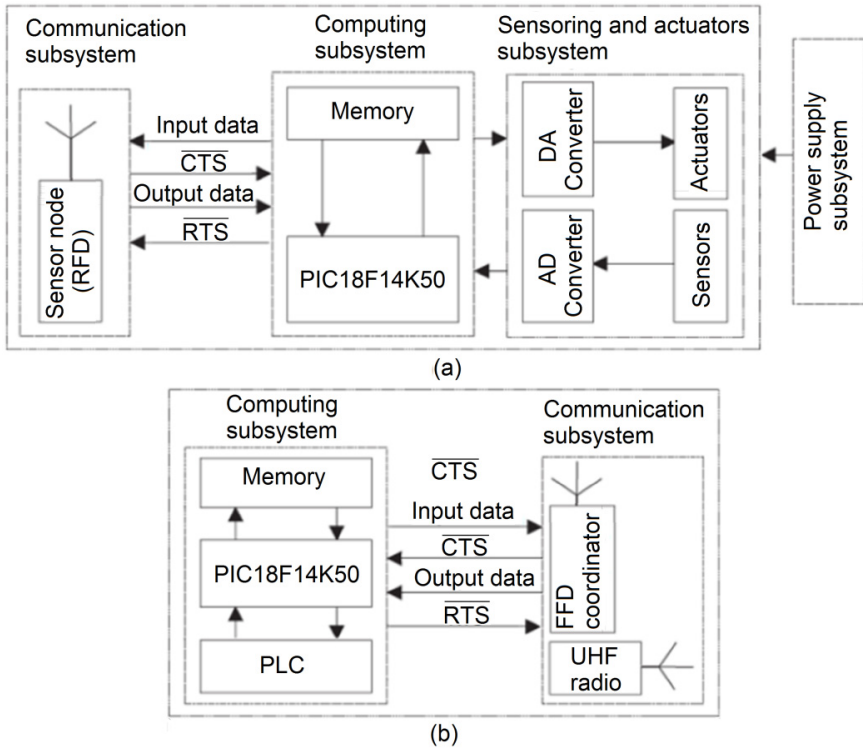 Communication
subsystem
Computing
subsystem
Sensoring and actuators
subsystem
Input data
CTS
Output data
RTS
Sensor node
(RFD)
Memory
PIC18F14K50
DA
Converter
Actuators
AD
Converter
Sensors
Power supply
subsystem
(a)
Computing
subsystem
Communication
subsystem
Memory
PIC18F14K50
PLC
CTS
Input data
CTS
Output data
RTS
FFD
coordinator
UHF
radio
(b)